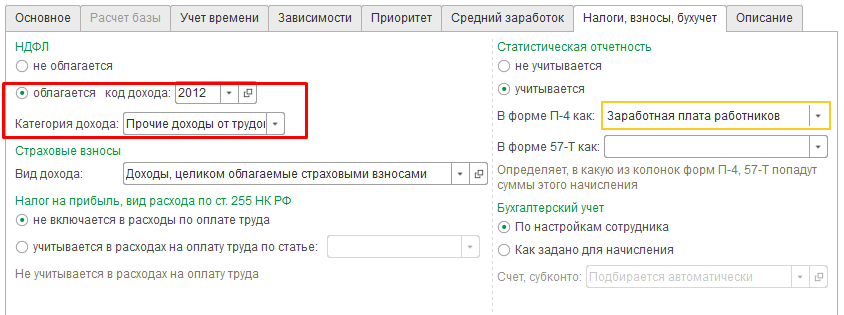 Основное Расчет базы Учет времени Зависимости Приоритет Средний заработок Налоги, взносы, бухучет Описание
НДФЛ
не облагается
облагается код дохода: 2012
Категория дохода: Прочие доходы от трудо
Страховые взносы
Вид дохода: Доходы, целиком облагаемые страховыми взносами
Налог на прибыль, вид расхода по ст. 255 НК РФ
не включается в расходы по оплате труда
учитывается в расходах на оплату труда по статье:
Не учитывается в расходах на оплату труда
Статистическая отчетность
не учитывается
учитывается
В форме П-4 как: Заработная плата работников
В форме 57-Т как:
Определяет, в какую из колонок форм П-4, 57-Т попадут
суммы этого начисления
Бухгалтерский учет
По настройкам сотрудника
Как задано для начисления
Счет, субконто: Подбирается автоматически